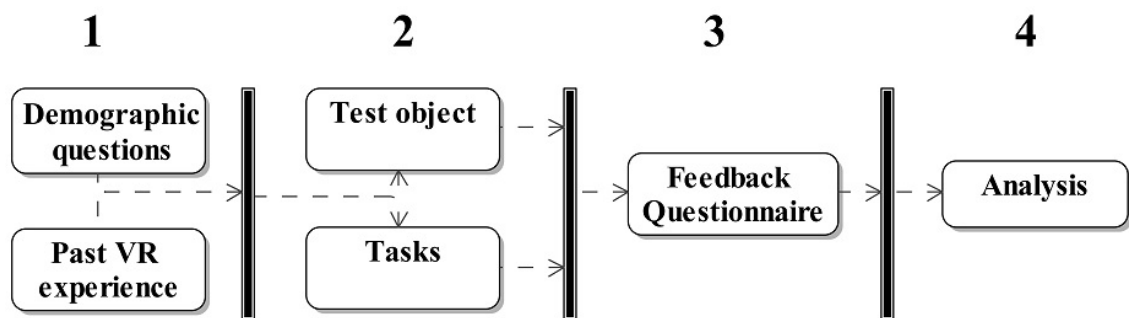 1
2
3
4
Demographic
questions
Past VR
experience
Test object
Tasks
Feedback
Questionnaire
Analysis